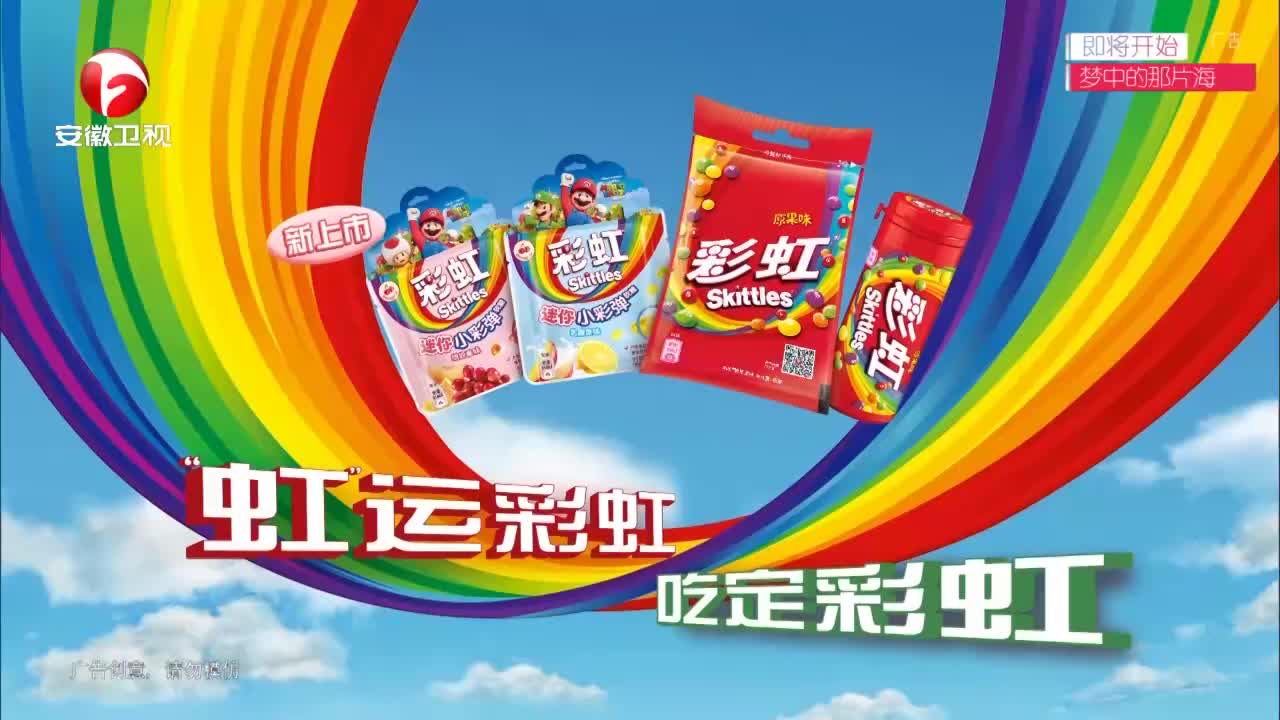 安徽卫视
即将开始
广告
梦中的那片海
新上市
彩虹
Skittles
迷你小彩弹
彩虹
Skittles
迷你小彩弹
原果味
彩虹
Skittles
彩虹
Skittles
“虹”运彩虹
吃定彩虹
广告创意，请勿模仿